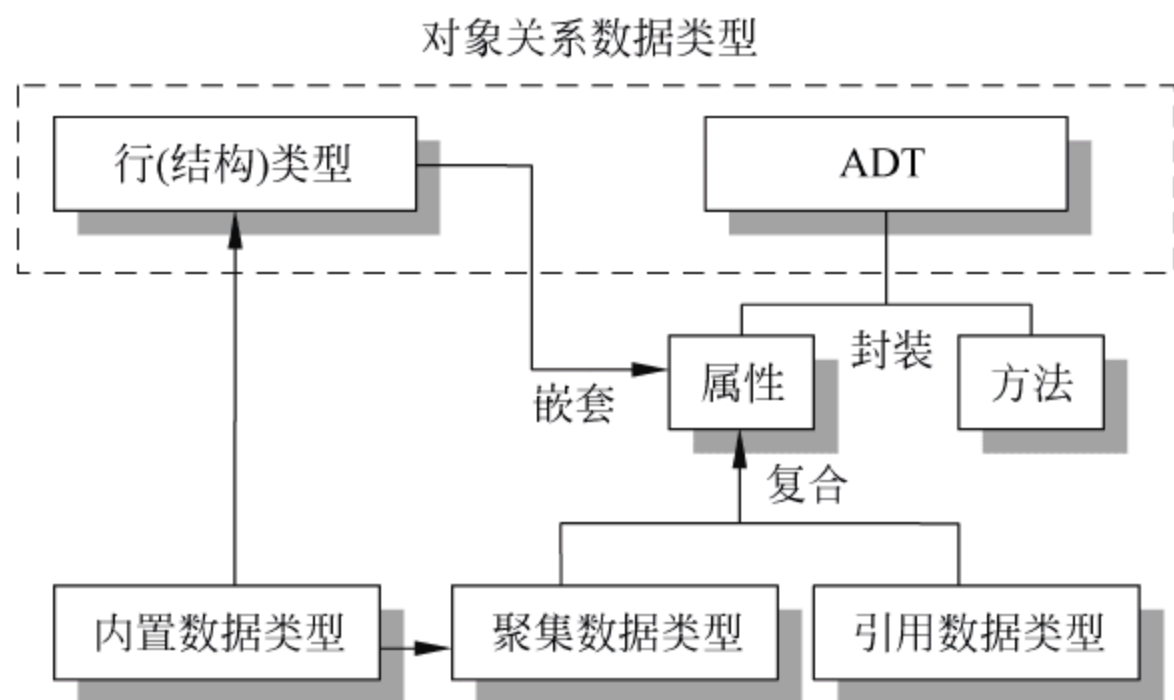 对象关系数据类型
行(结构)类型
ADT
封装
属性
方法
嵌套
复合
内置数据类型
聚集数据类型
引用数据类型